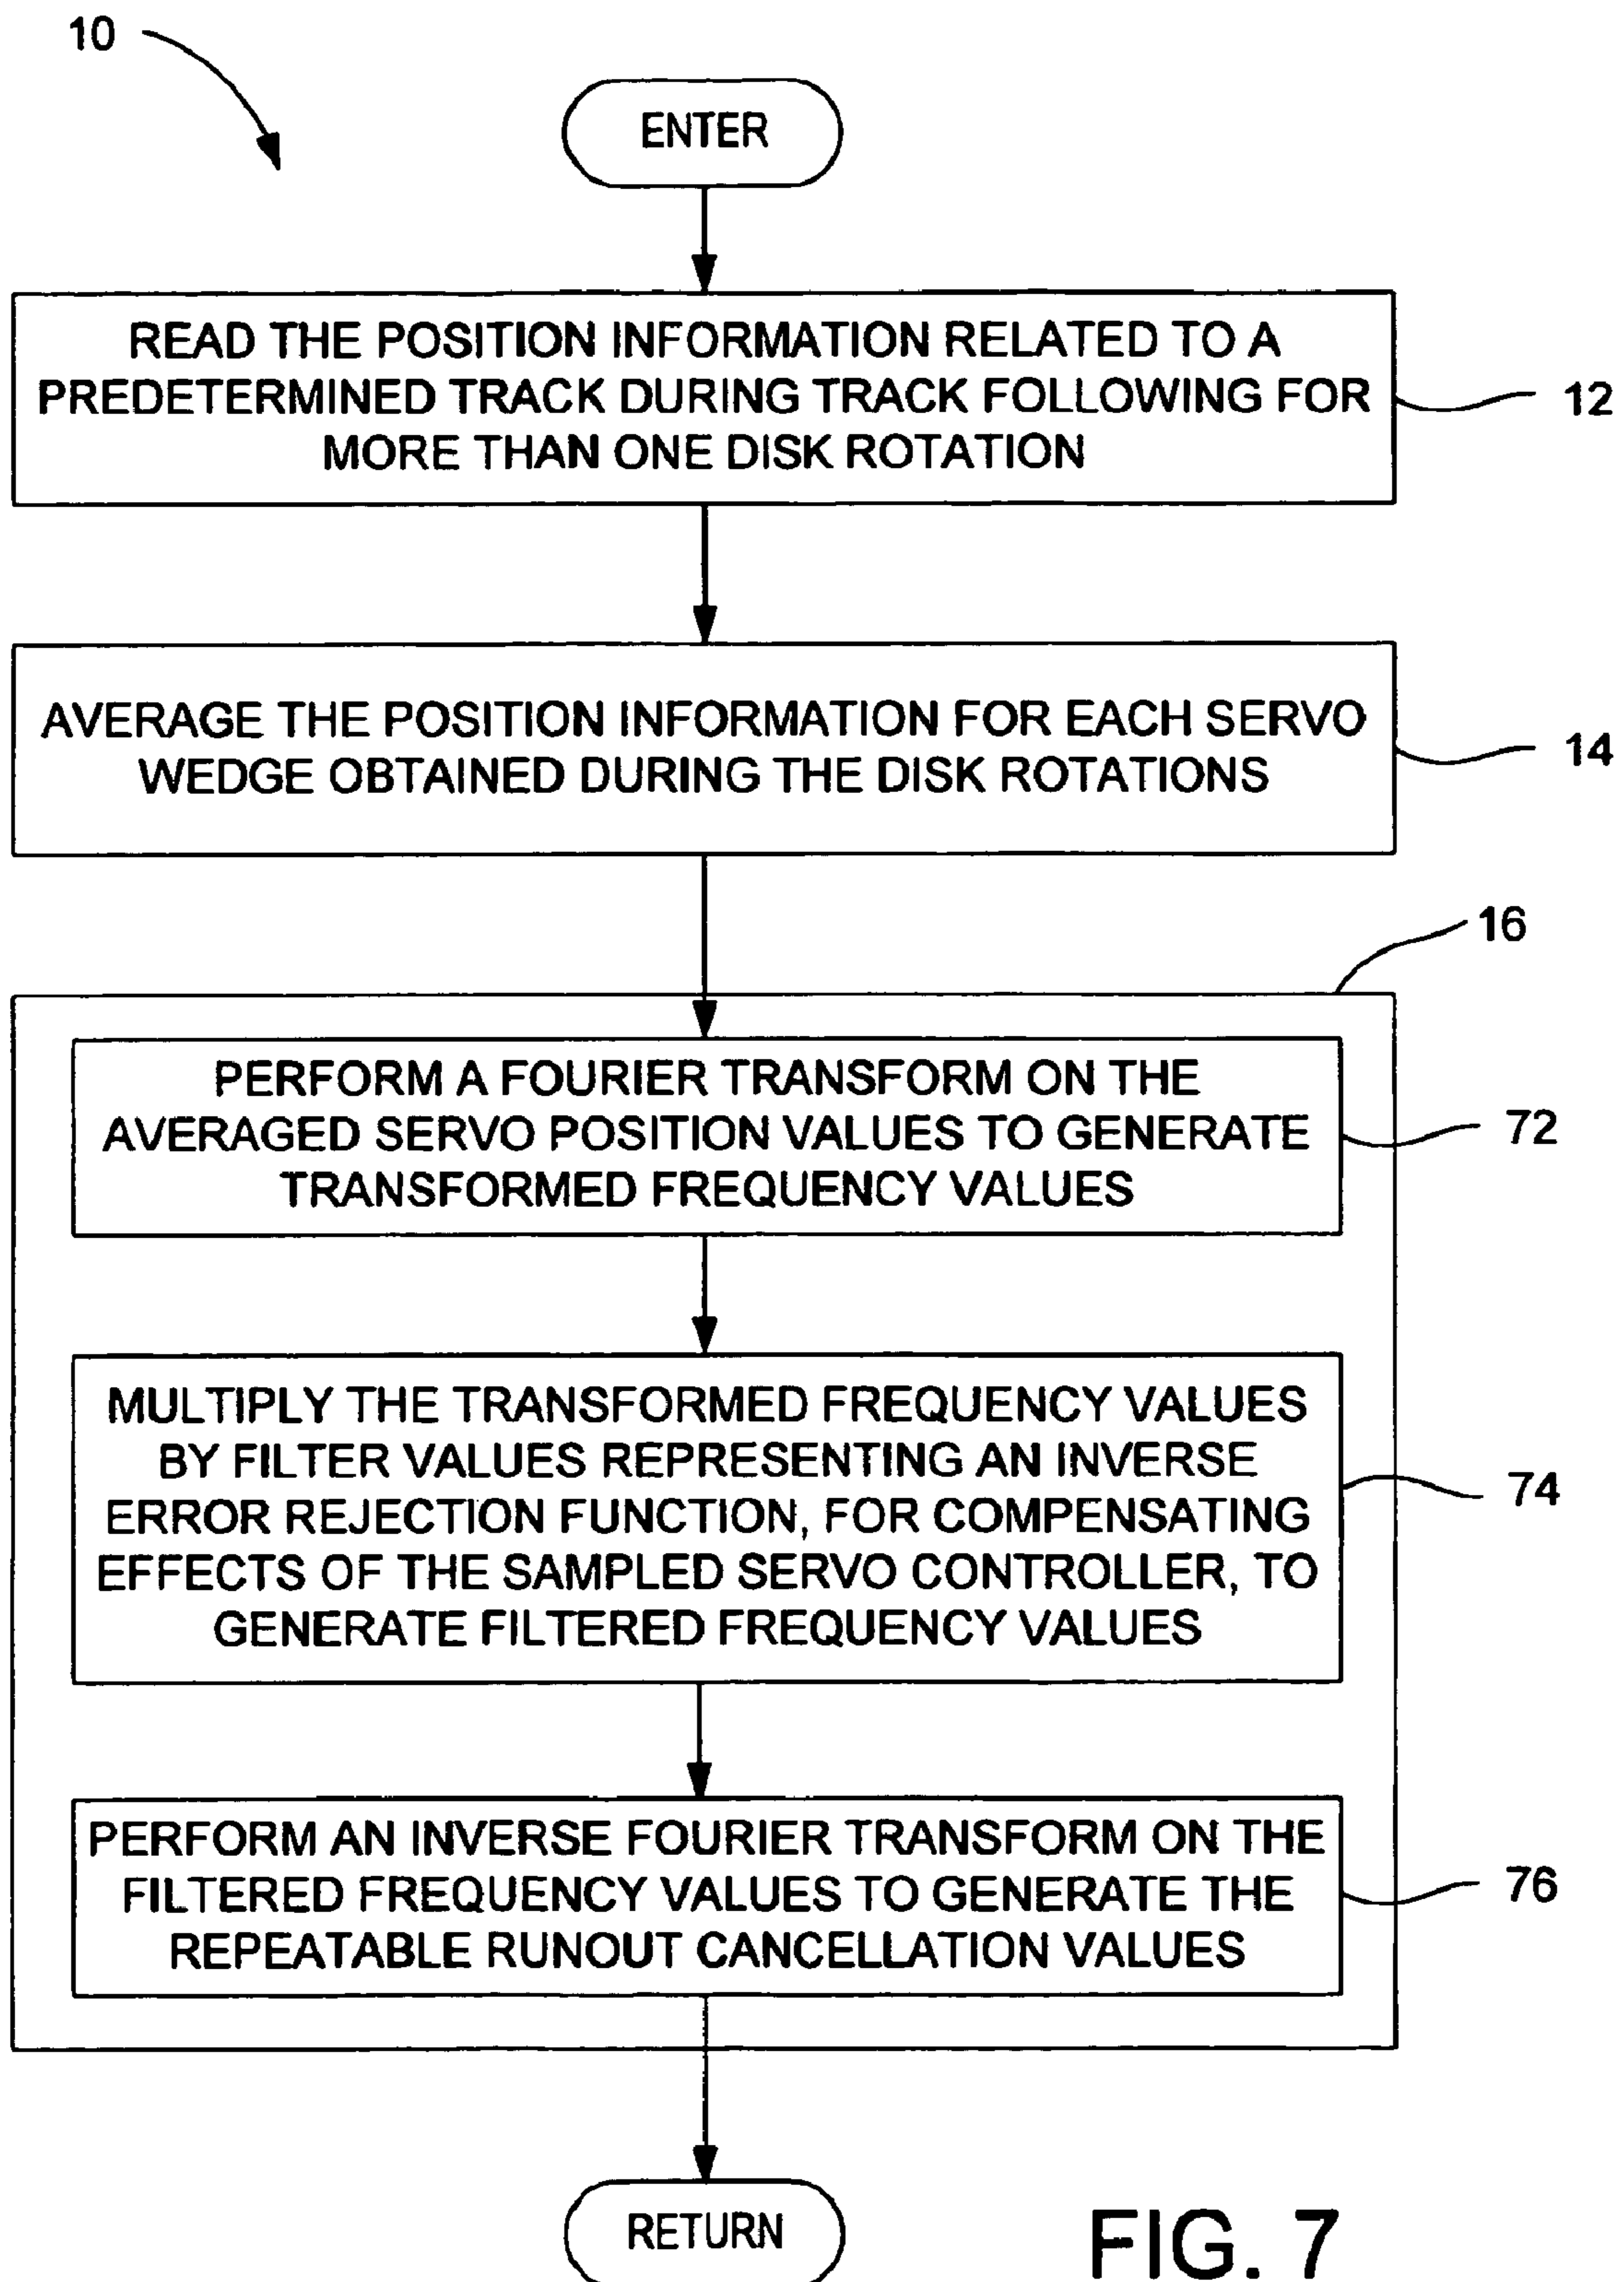 10
ENTER
READ THE POSITION INFORMATION RELATED TO A
PREDETERMINED TRACK DURING TRACK FOLLOWING FOR
MORE THAN ONE DISK ROTATION
12
AVERAGE THE POSITION INFORMATION FOR EACH SERVO
WEDGE OBTAINED DURING THE DISK ROTATIONS
14
16
PERFORM A FOURIER TRANSFORM ON THE
AVERAGED SERVO POSITION VALUES TO GENERATE
TRANSFORMED FREQUENCY VALUES
72
MULTIPLY THE TRANSFORMED FREQUENCY VALUES
BY FILTER VALUES REPRESENTING AN INVERSE
ERROR REJECTION FUNCTION, FOR COMPENSATING
EFFECTS OF THE SAMPLED SERVO CONTROLLER, TO
GENERATE FILTERED FREQUENCY VALUES
74
PERFORM AN INVERSE FOURIER TRANSFORM ON THE
FILTERED FREQUENCY VALUES TO GENERATE THE
REPEATABLE RUNOUT CANCELLATION VALUES
76
RETURN
FIG. 7